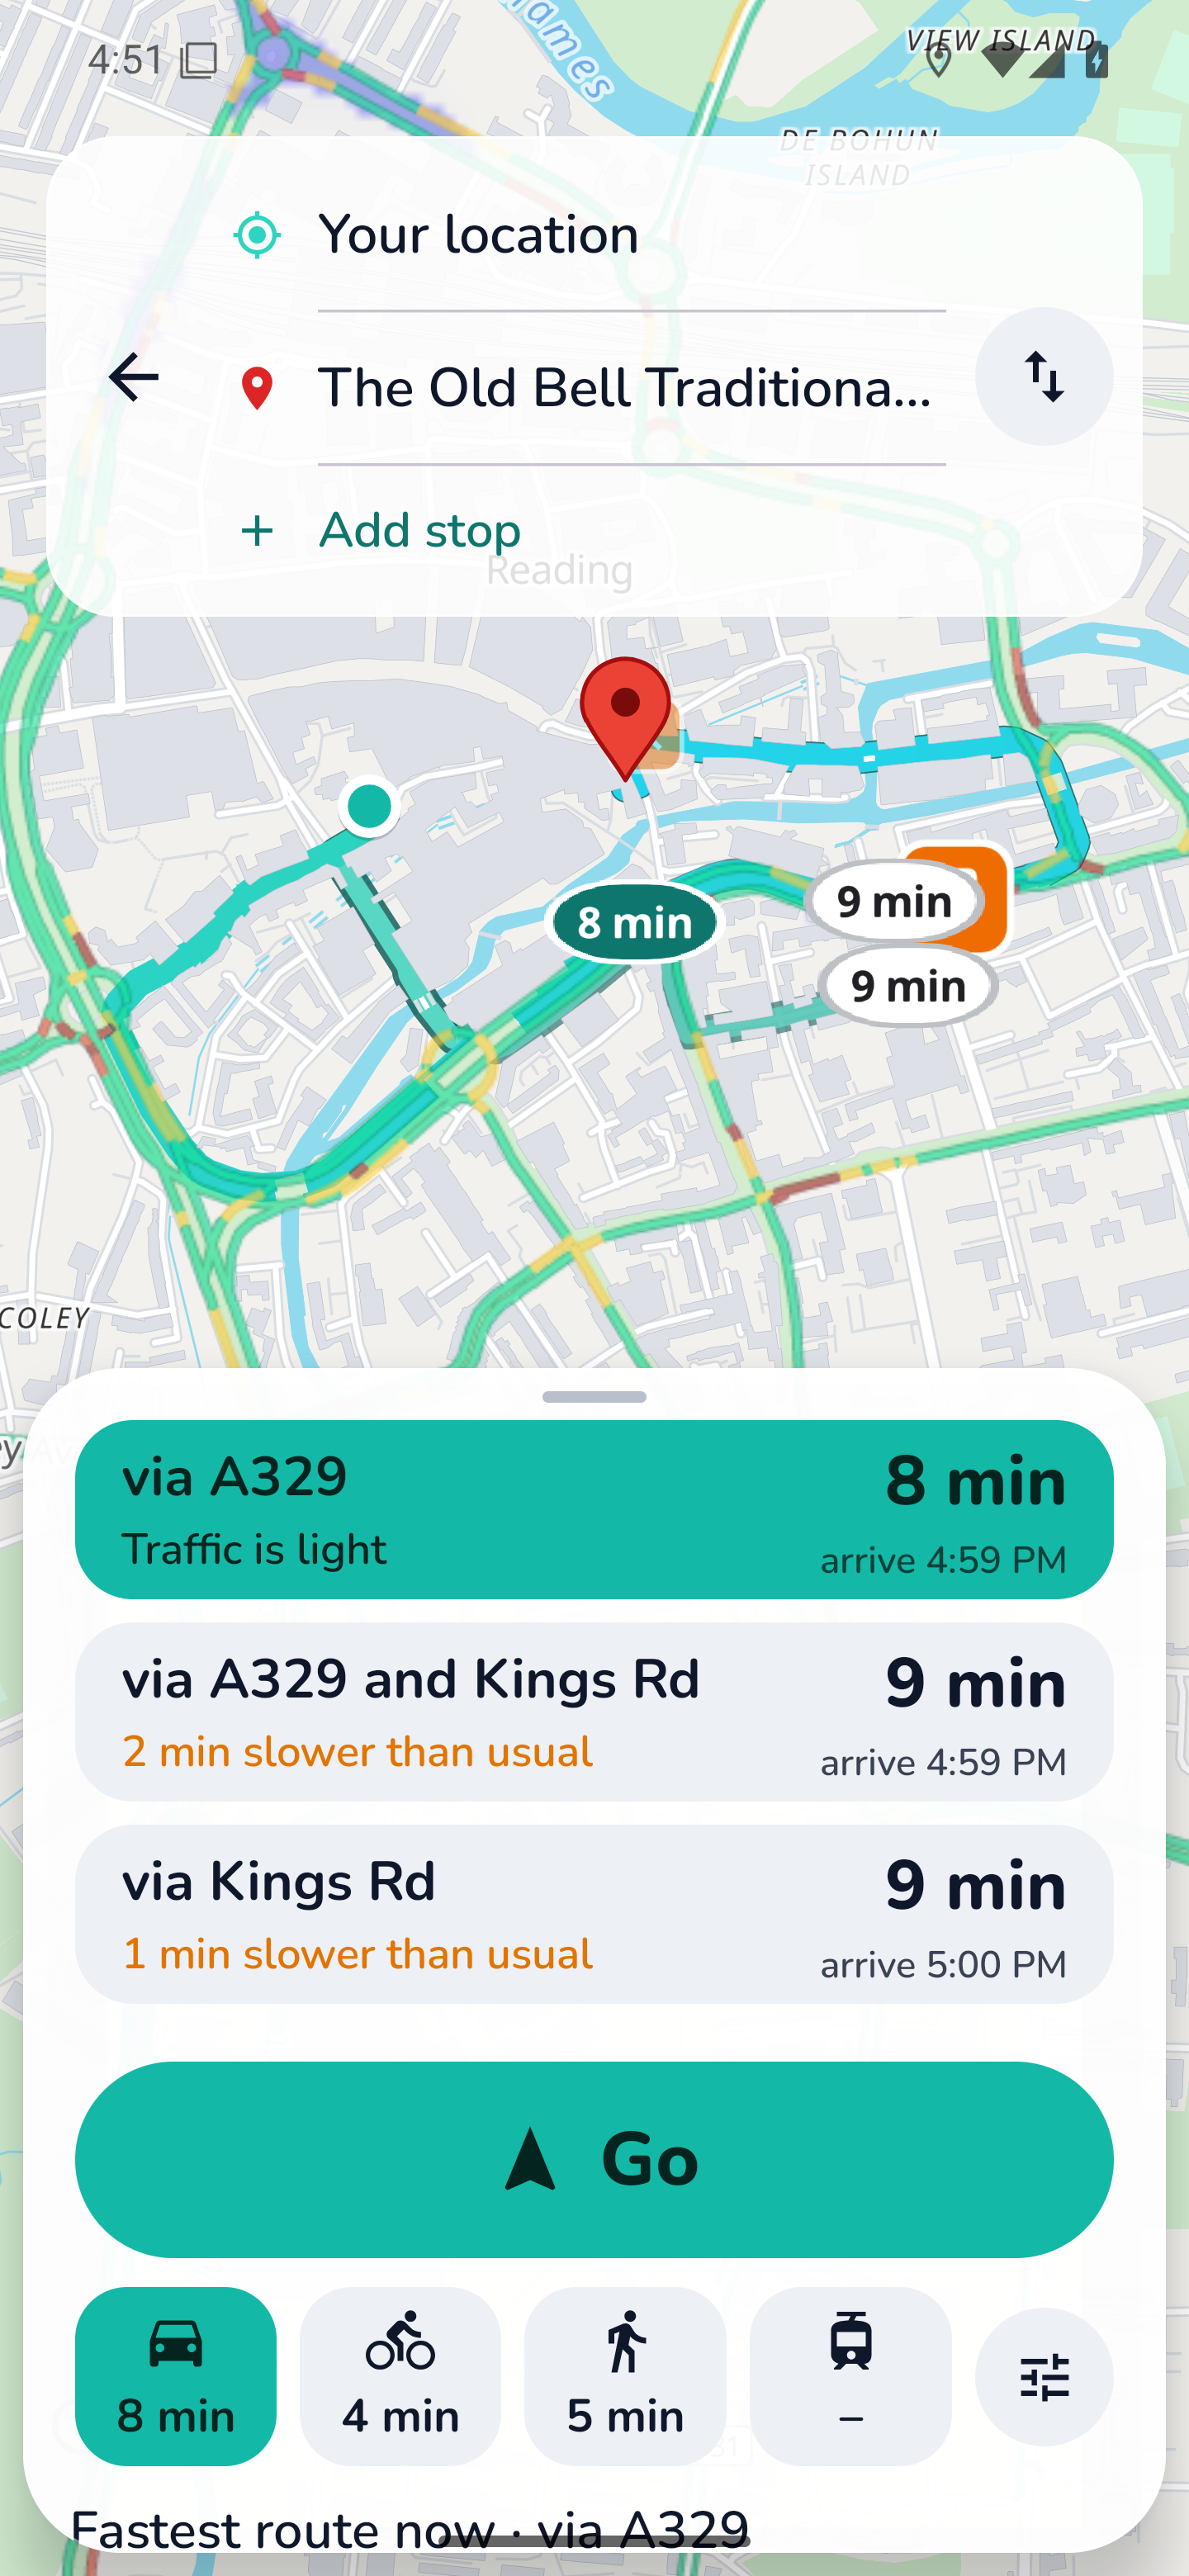 ames
4:51
VIEW ISLAND
DE BOHUN
ISLAND
Your location
The Old Bell Traditiona...
Add stop
Reading
8 min
9 min
9 min
COLEY
via A329
8 min
Traffic is light
arrive 4:59 PM
via A329 and Kings Rd
9 min
2 min slower than usual
arrive 4:59 PM
via Kings Rd
9 min
1 min slower than usual
arrive 5:00 PM
Go
8 min
4 min
5 min
–
Fastest route now · via A329